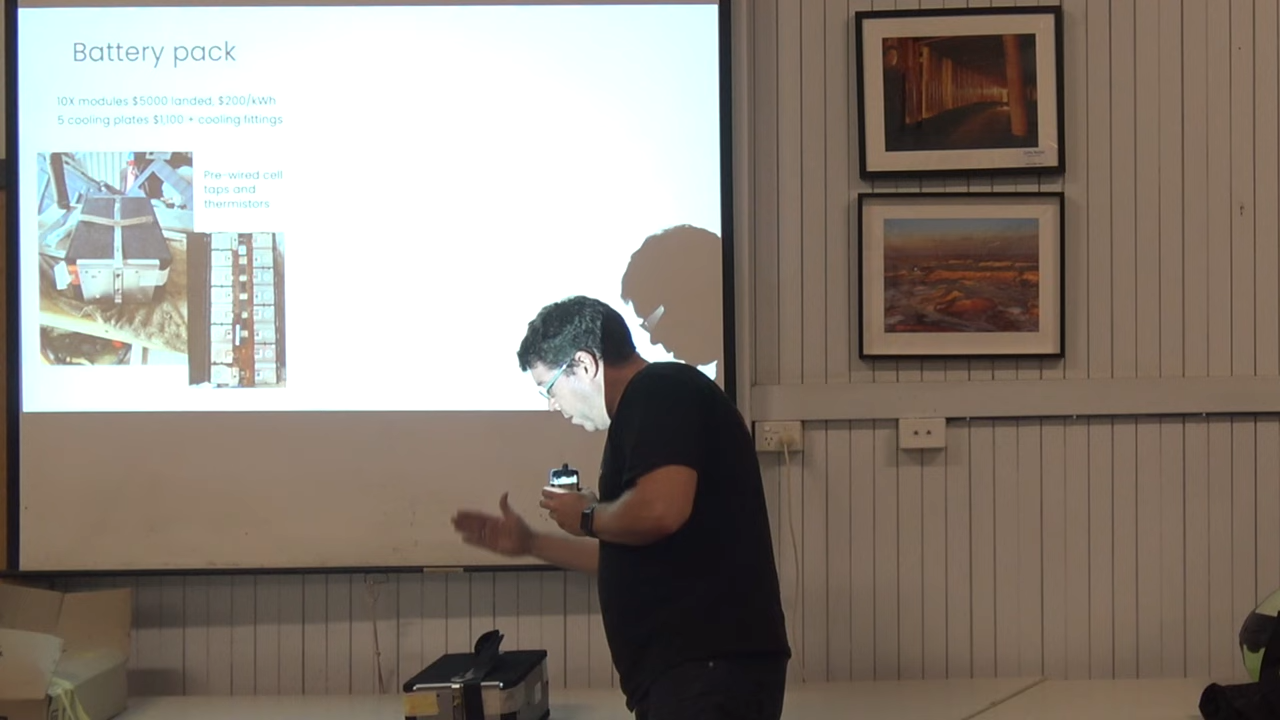 Battery pack
10X modules $5000 landed, $200/kWh
5 cooling plates $1,100 + cooling fittings
Pre-wired cell
taps and
thermistors